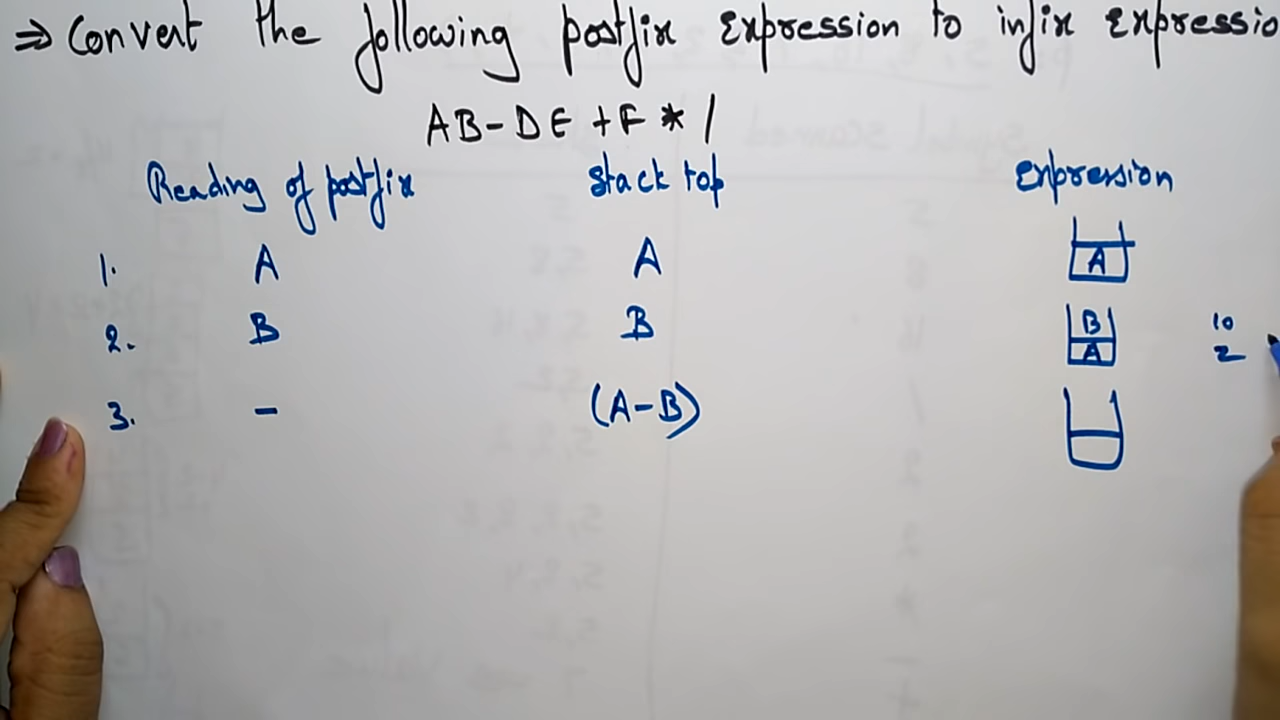 ⇒ Convert the following postfix Expression to infix Expressio
AB-DE+F*/
Reading of postfix Stack top Expression
1. A A A
2. B B B 10
A 2
3. - (A-B)